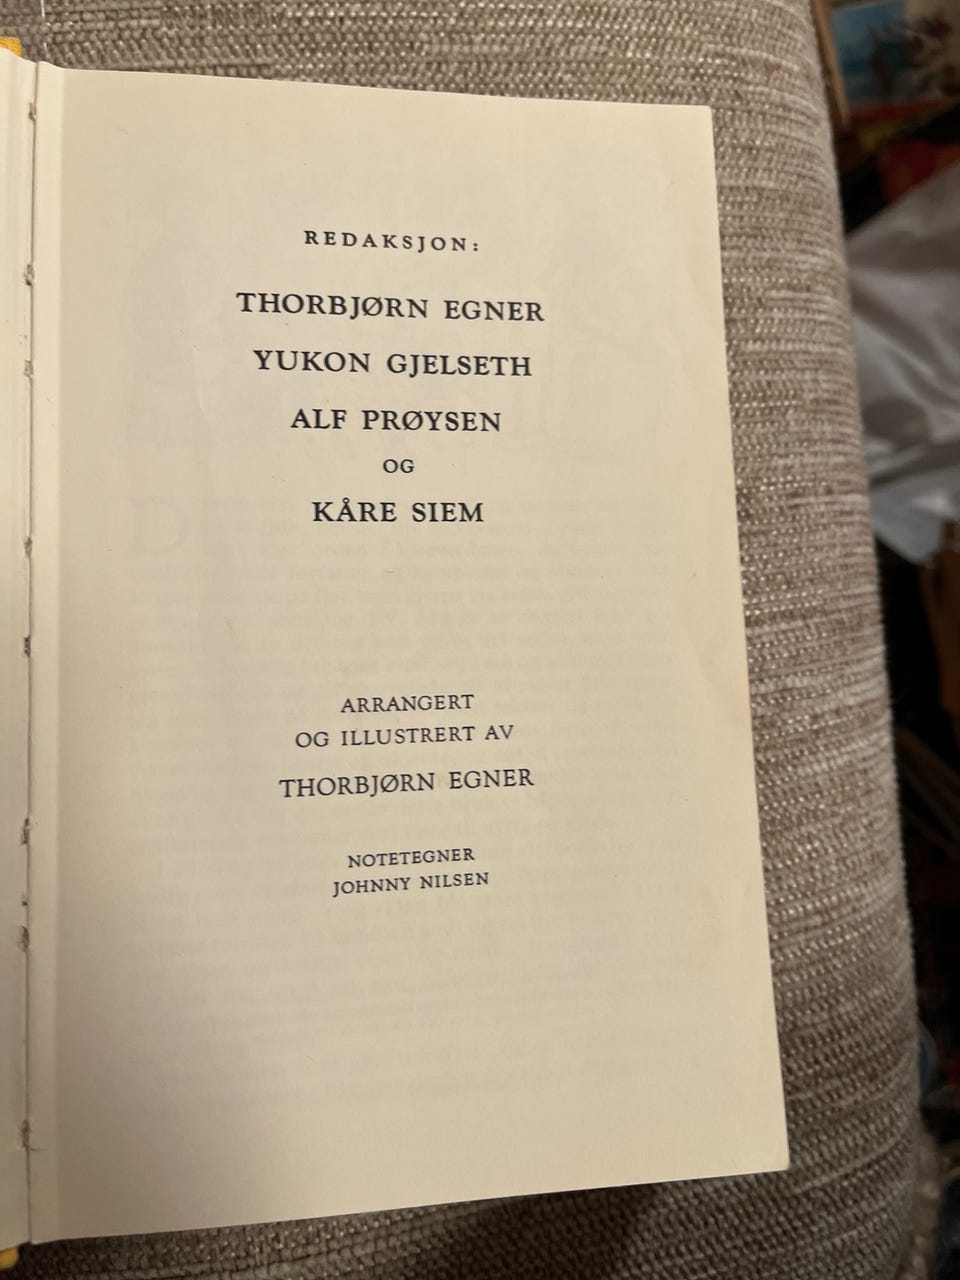 REDAKSJON:
THORBJØRN EGNER
YUKON GJELSETH
ALF PRØYSEN
OG
KÅRE SIEM
ARRANGERT
OG ILLUSTRERT AV
THORBJØRN EGNER
NOTETEGNER
JOHNNY NILSEN